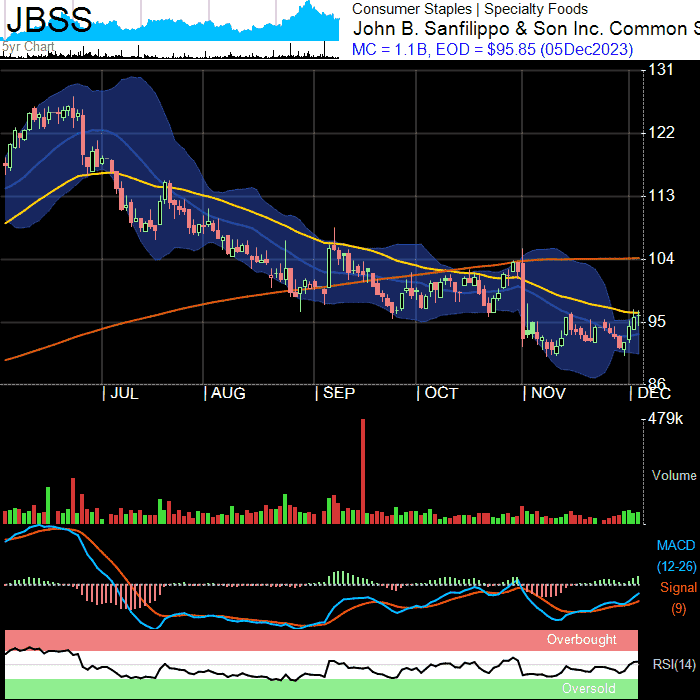 JBSS
5yr Chart
Consumer Staples | Specialty Foods
John B. Sanfilippo & Son Inc. Common S
MC = 1.1B, EOD = $95.85 (05Dec2023)
131
122
113
104
95
86
| JUL | AUG | SEP | OCT | NOV | DEC
479k
Volume
MACD
(12-26)
Signal
(9)
Overbought
RSI(14)
Oversold